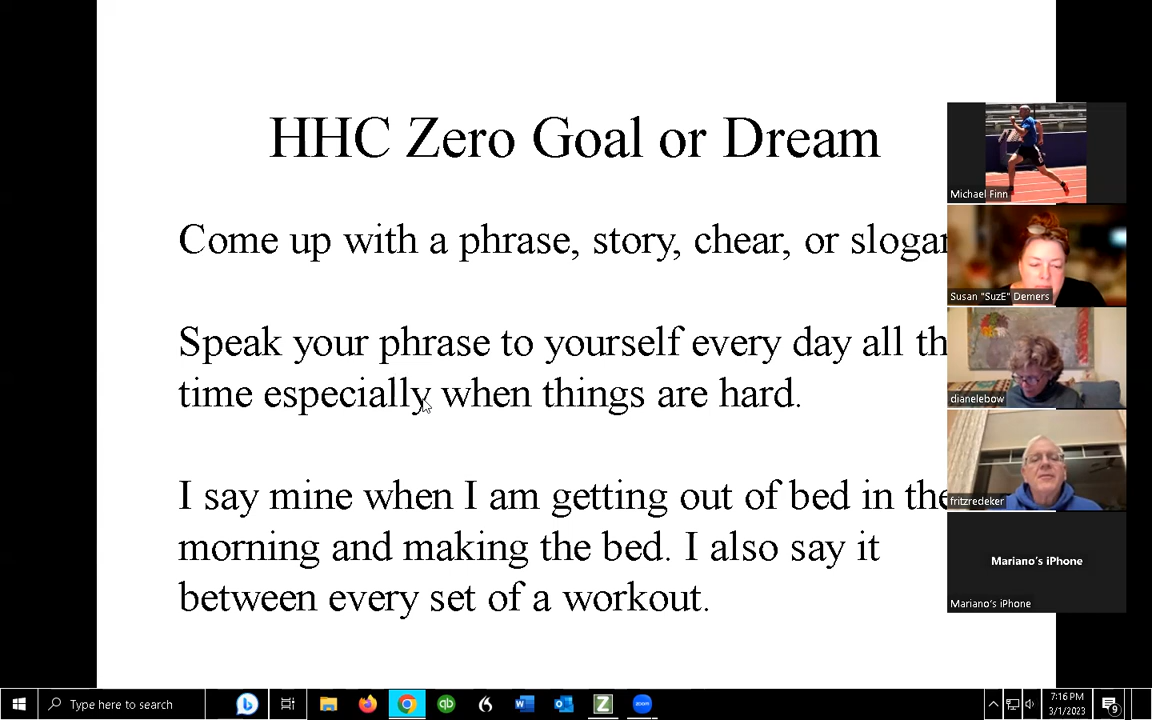 HHC Zero Goal or Dream
Come up with a phrase, story, chear, or slogan
Speak your phrase to yourself every day all th
time especially when things are hard.
I say mine when I am getting out of bed in the
morning and making the bed. I also say it
between every set of a workout.
Michael Finn
Susan "SuzE" Demers
dianelebow
fritzredeker
Mariano's iPhone
Mariano's iPhone
Type here to search
7:16 PM
3/1/2023
9